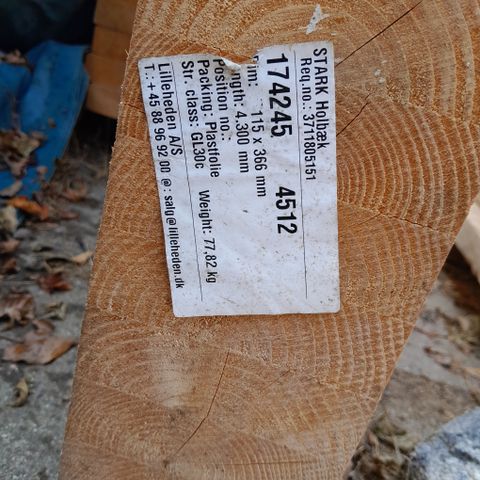 STARK Holbæk
Req.no.: 3711805151
174245 4512
Dim.: 115 x 366 mm
Length: 4.300 mm
Position no.:
Packing: Plastfolie Weight: 77,82 kg
Str. class.: GL30c
Lilleheden A/S
T.: +45 88 96 92 00 @: salg@lilleheden.dk